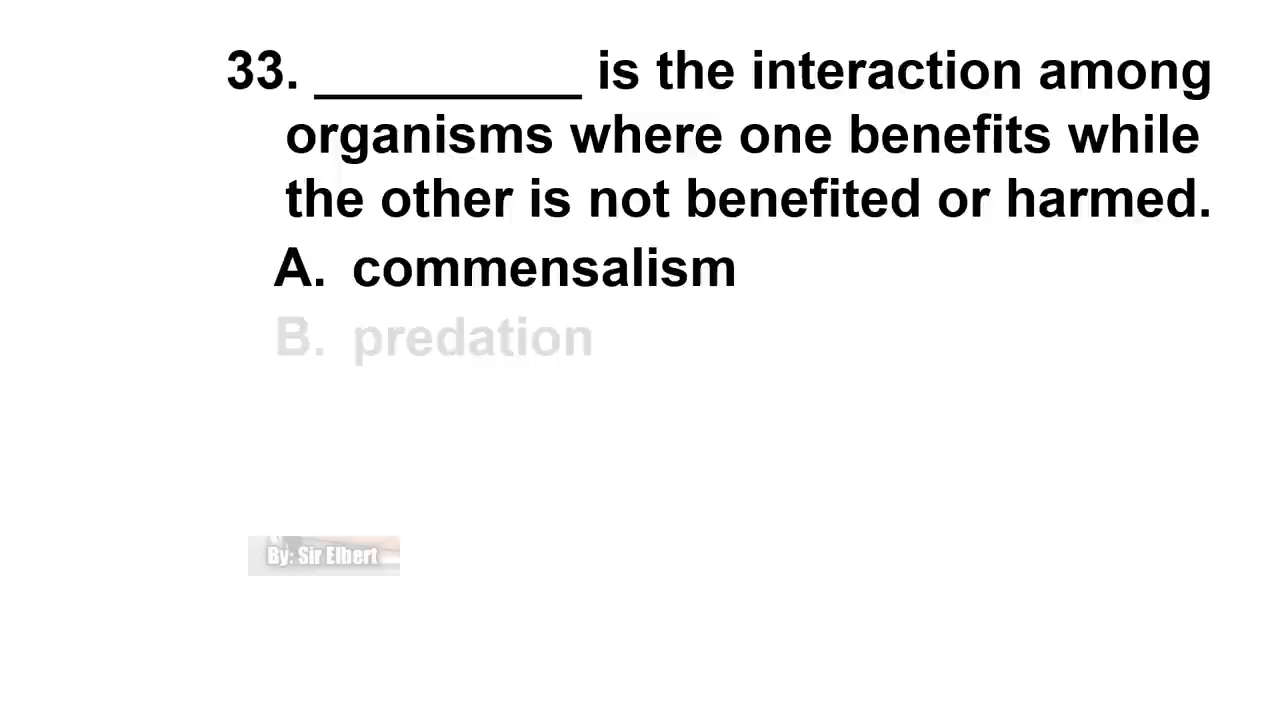 33. _________ is the interaction among
organisms where one benefits while
the other is not benefited or harmed.
A. commensalism
B. predation
By: Sir Elbert